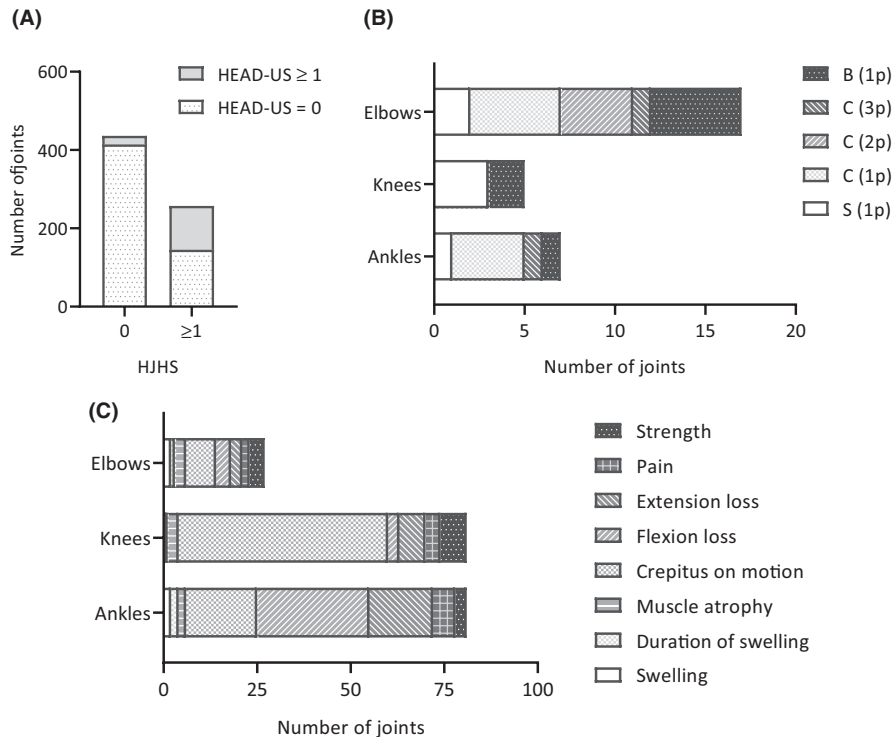 (A)
600
400
200
0
Number ofjoints
0
≥1
HJHS
HEAD-US ≥ 1
HEAD-US = 0
(B)
Elbows
Knees
Ankles
0
5
10
15
20
Number of joints
B (1p)
C (3p)
C (2p)
C (1p)
S (1p)
(C)
Elbows
Knees
Ankles
0
25
50
75
100
Number of joints
Strength
Pain
Extension loss
Flexion loss
Crepitus on motion
Muscle atrophy
Duration of swelling
Swelling